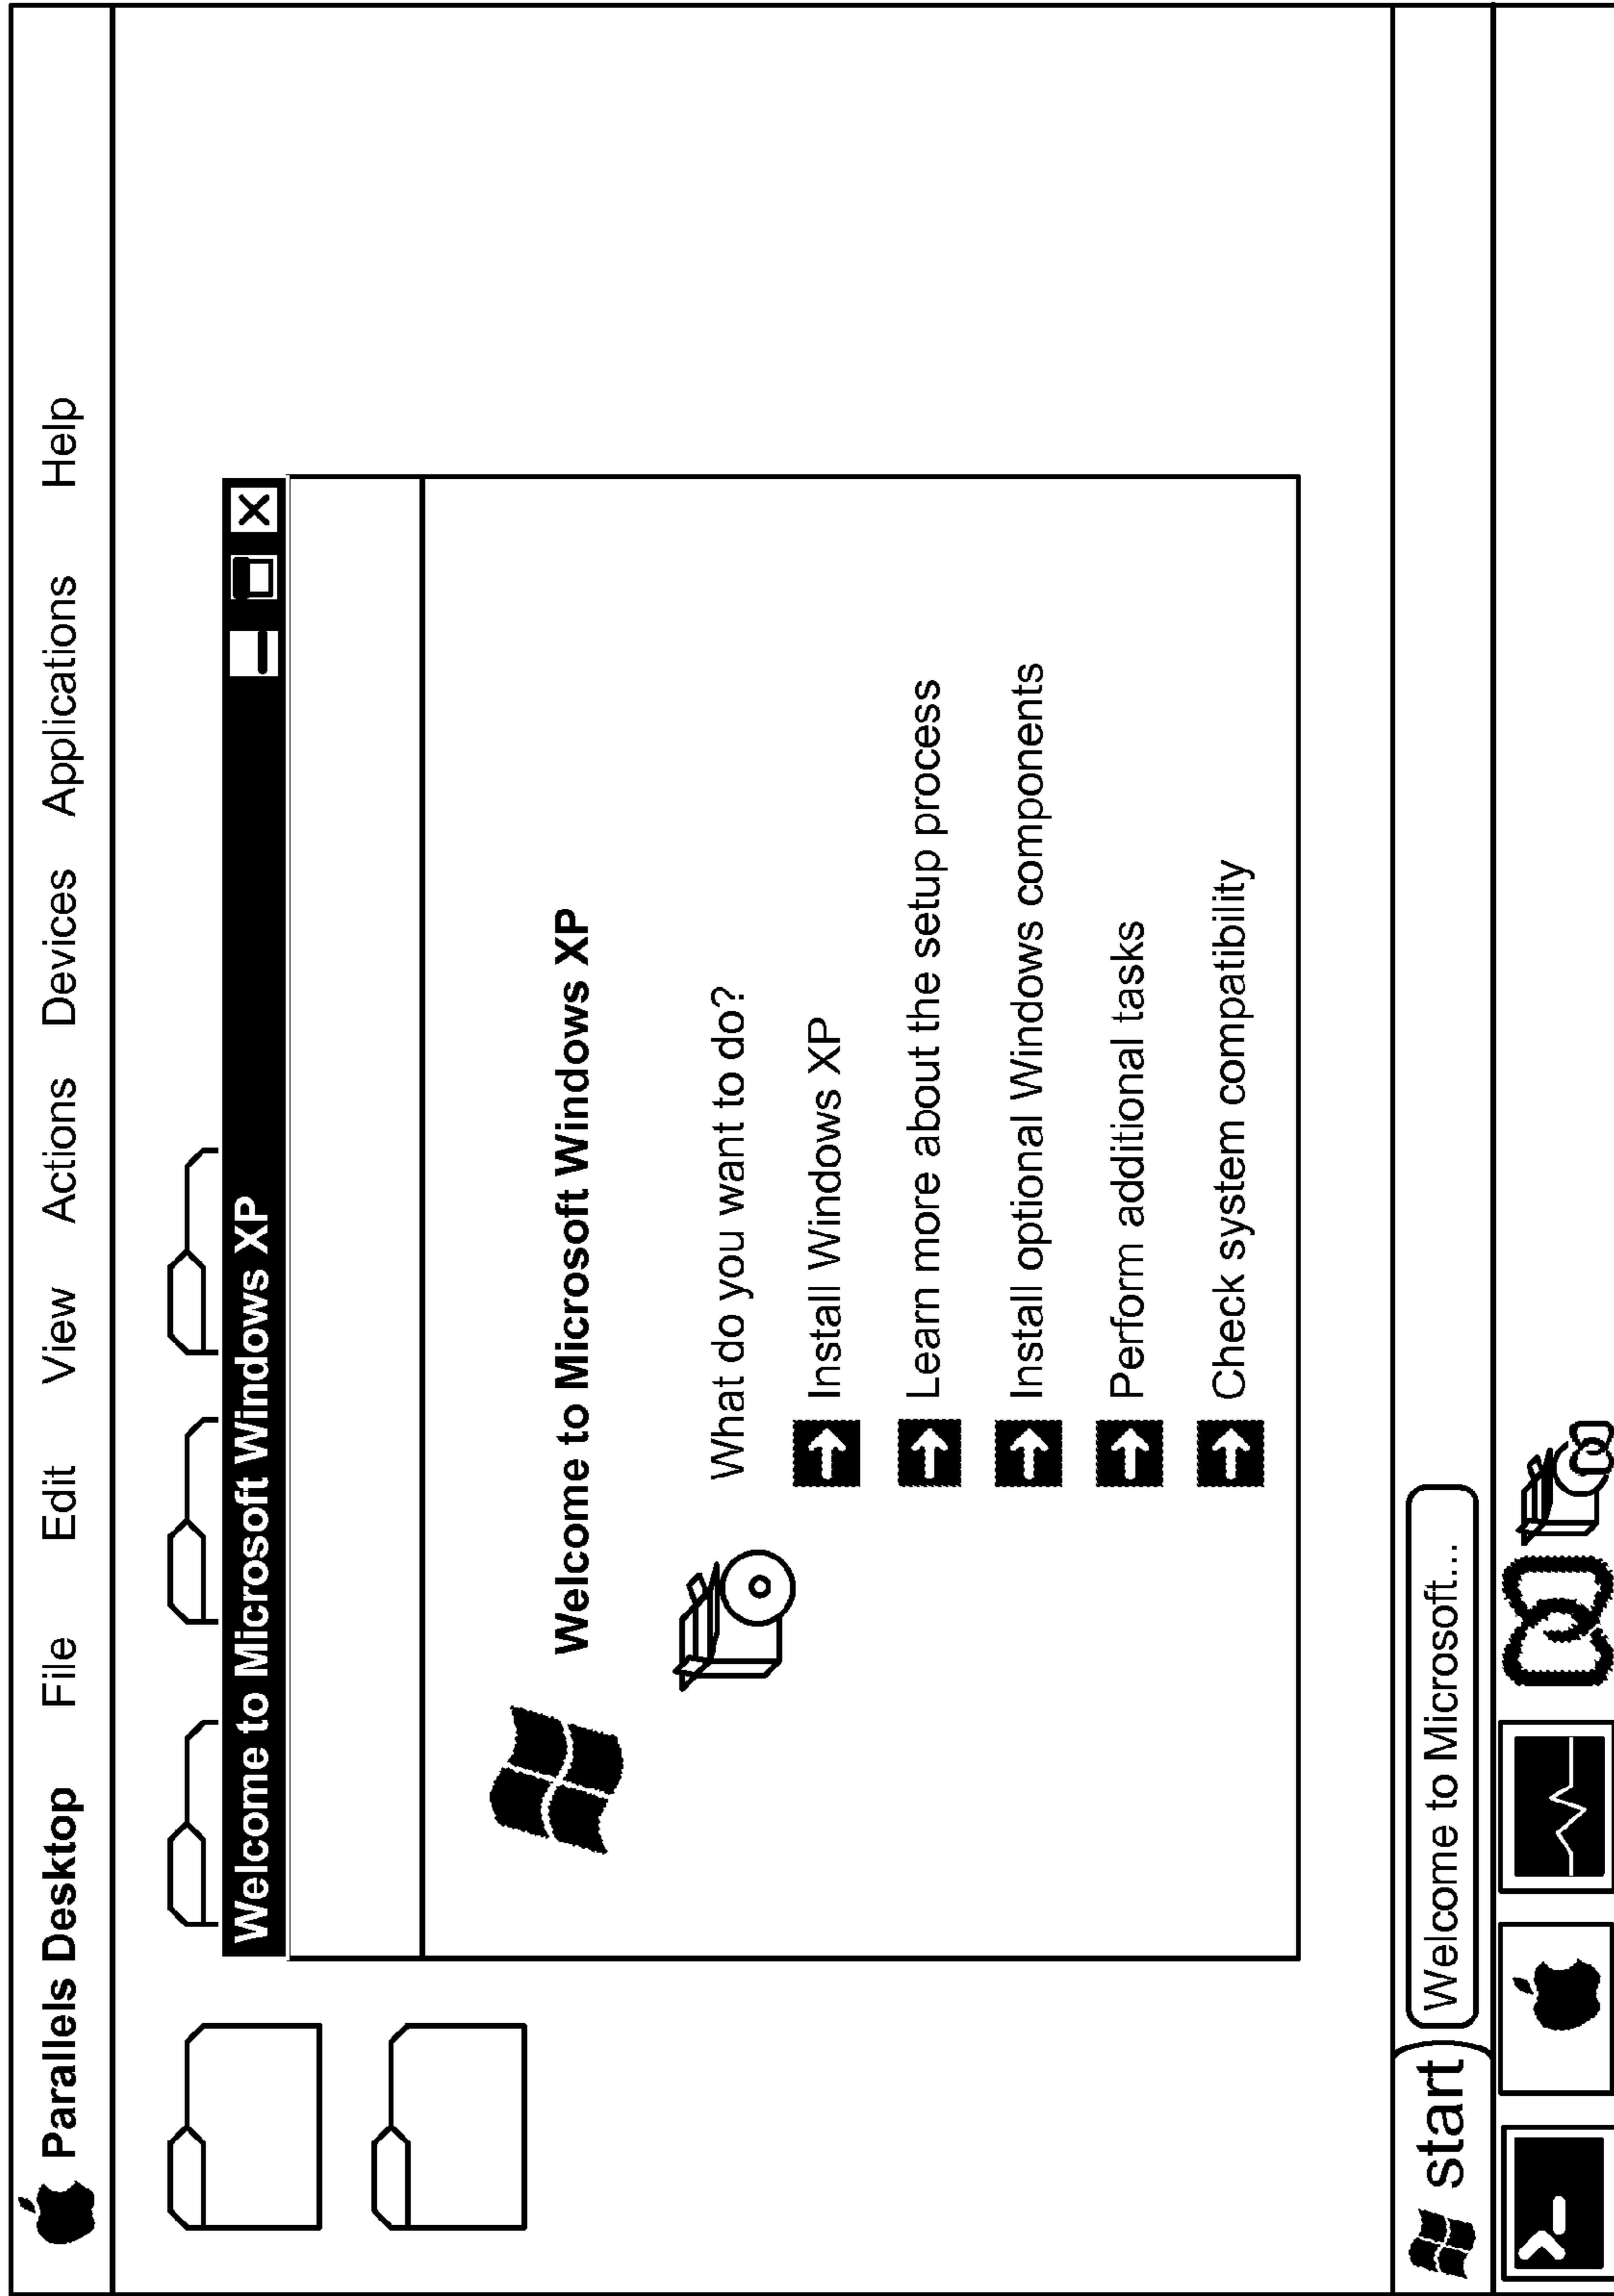 Parallels Desktop File Edit View Actions Devices Applications Help
Welcome to Microsoft Windows XP
Welcome to Microsoft Windows XP
What do you want to do?
Install Windows XP
Learn more about the setup process
Install optional Windows components
Perform additional tasks
Check system compatibility
start Welcome to Microsoft...